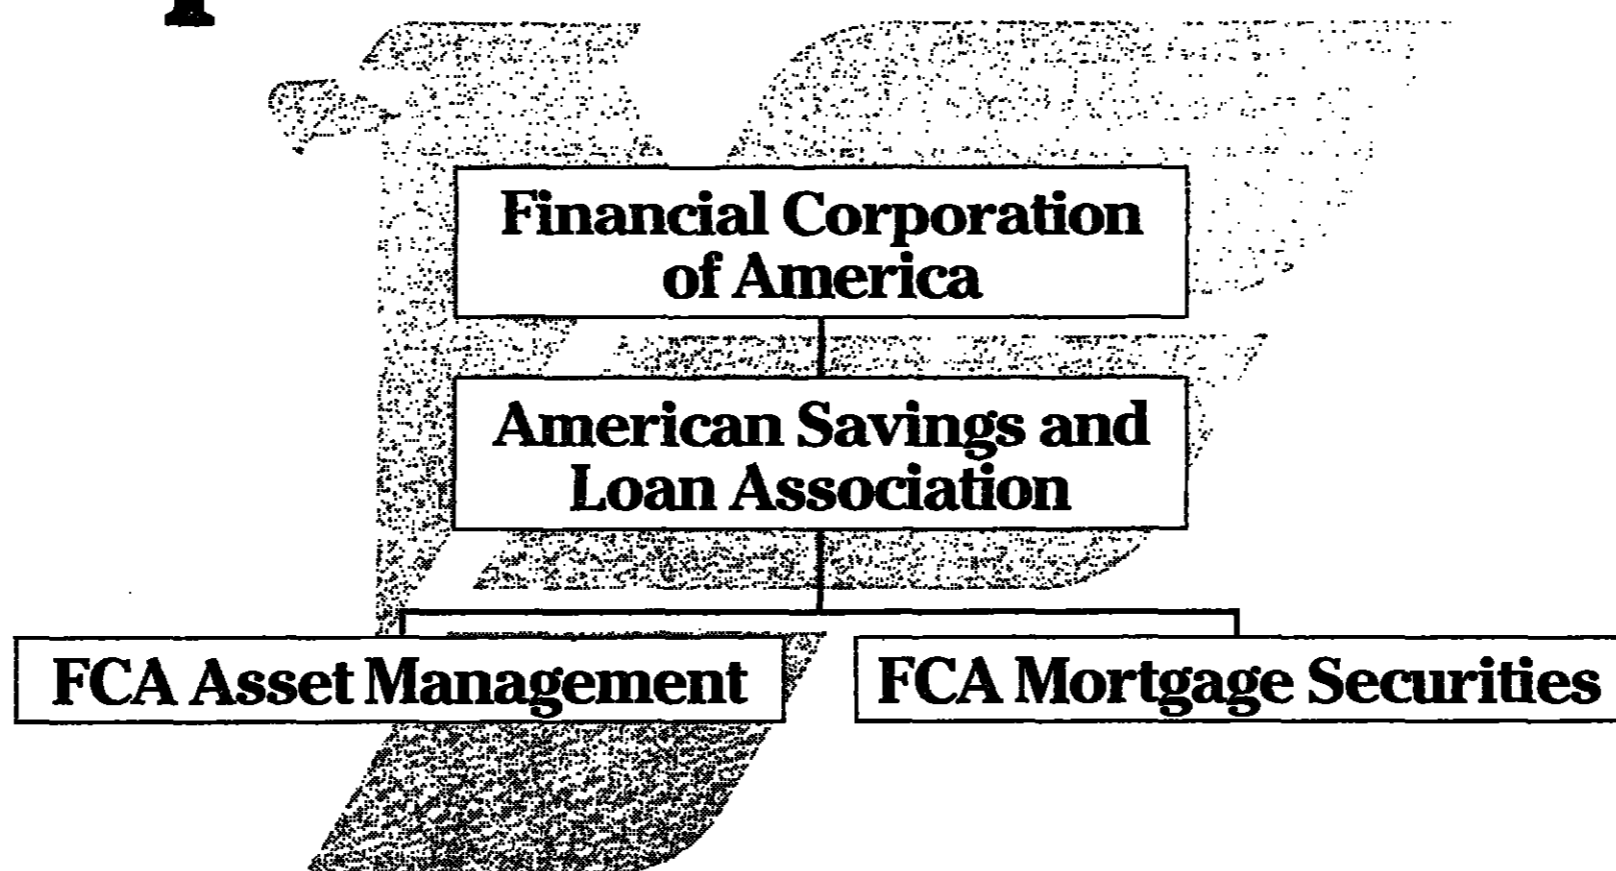 Financial Corporation
of America
American Savings and
Loan Association
FCA Asset Management
FCA Mortgage Securities